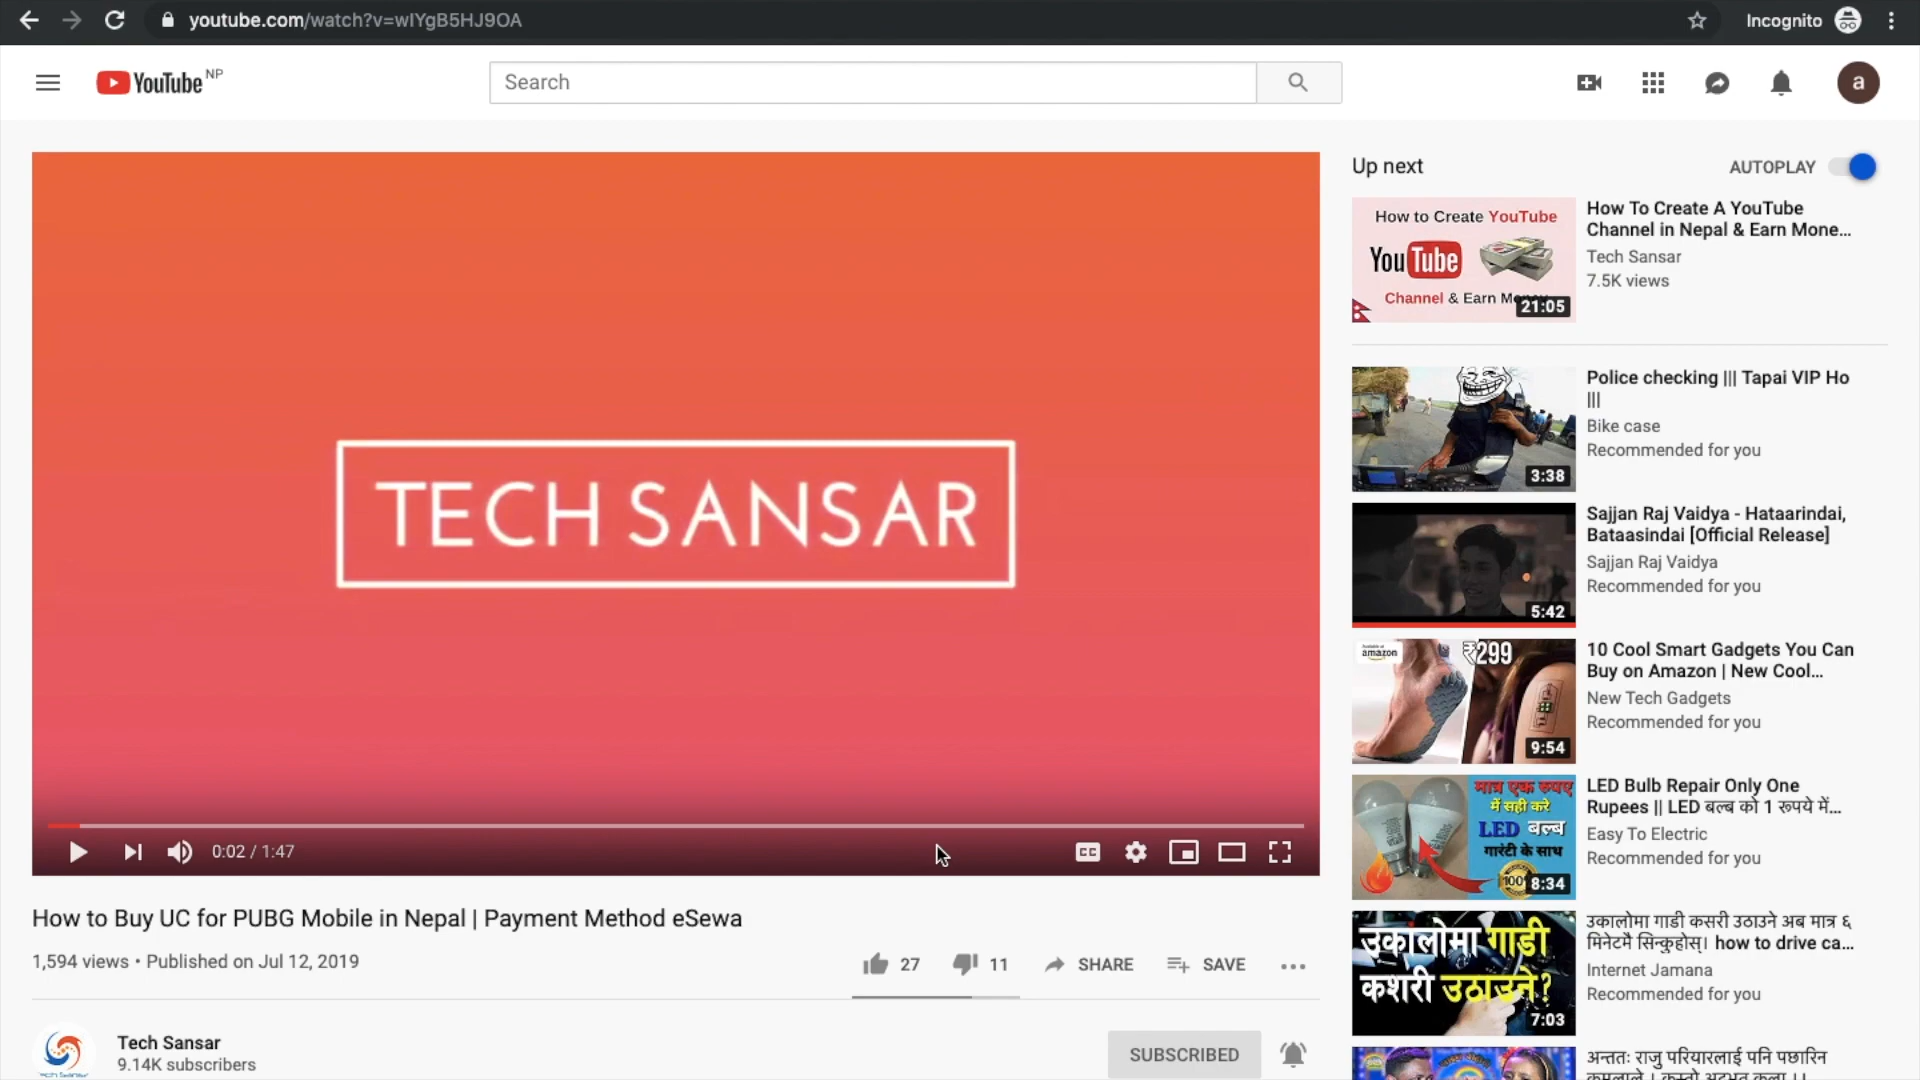 youtube.com/watch?v=wIYgB5HJ9OA
Incognito
YouTube NP
Search
a
TECH SANSAR
0:02 / 1:47
CC
How to Buy UC for PUBG Mobile in Nepal | Payment Method eSewa
1,594 views • Published on Jul 12, 2019
27
11
SHARE
SAVE
Tech Sansar
9.14K subscribers
SUBSCRIBED
Up next
AUTOPLAY
How to Create YouTube
YouTube
Channel & Earn Money
21:05
How To Create A YouTube
Channel in Nepal & Earn Mone...
Tech Sansar
7.5K views
3:38
Police checking ||| Tapai VIP Ho
|||
Bike case
Recommended for you
5:42
Sajjan Raj Vaidya - Hataarindai,
Bataasindai [Official Release]
Sajjan Raj Vaidya
Recommended for you
amazon
₹299
9:54
10 Cool Smart Gadgets You Can
Buy on Amazon | New Cool...
New Tech Gadgets
Recommended for you
मात्र एक रुपए
में सही करे
LED बल्ब
गारंटी के साथ
100
8:34
LED Bulb Repair Only One
Rupees || LED बल्ब को 1 रूपये में...
Easy To Electric
Recommended for you
उकालोमा गाडी
कशरी उठाउने?
7:03
उकालोमा गाडी कसरी उठाउने अब मात्र ६
मिनेटमै सिन्कुहोस्। how to drive ca...
Internet Jamana
Recommended for you
अन्ततः राजु परियारलाई पनि पछारिन